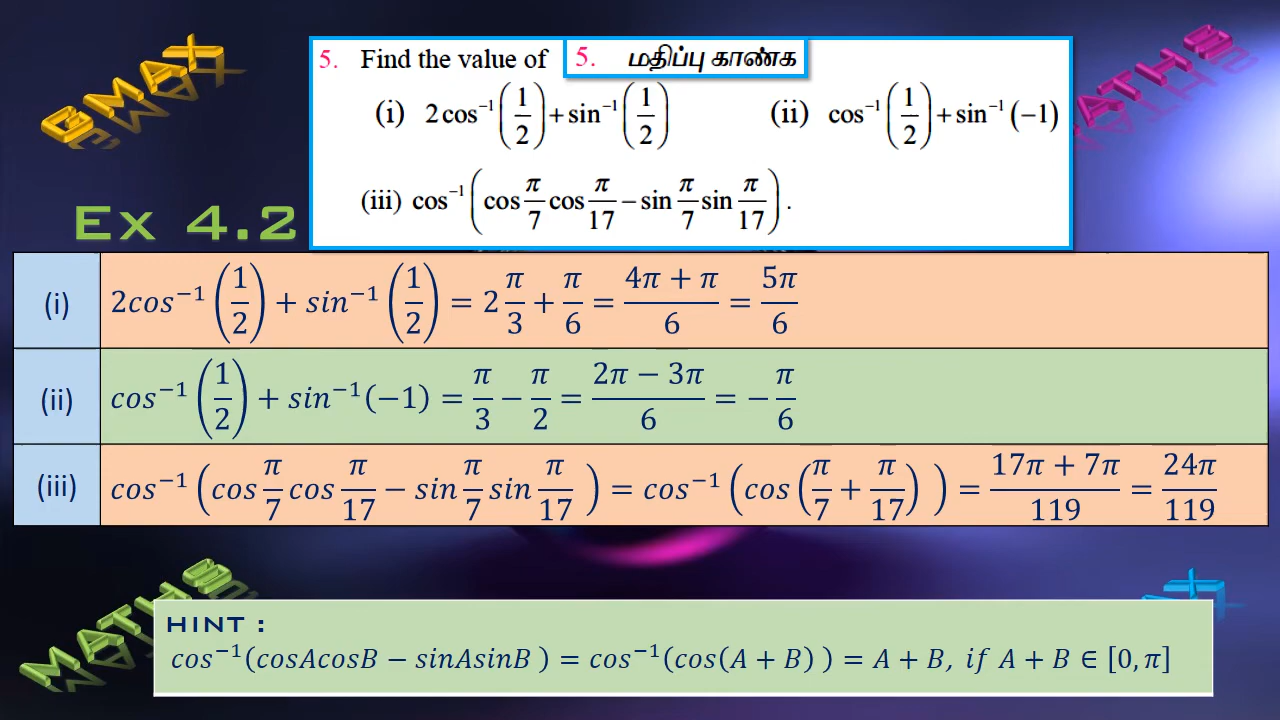 BMAX
MATHS
5. Find the value of 5. மதிப்பு காண்க
(i) 2cos⁻¹(1/2) + sin⁻¹(1/2) (ii) cos⁻¹(1/2) + sin⁻¹(−1)
(iii) cos⁻¹(cos π/7 cos π/17 − sin π/7 sin π/17).
Ex 4.2
(i) 2cos⁻¹(1/2) + sin⁻¹(1/2) = 2 π/3 + π/6 = (4π + π)/6 = 5π/6
(ii) cos⁻¹(1/2) + sin⁻¹(−1) = π/3 − π/2 = (2π − 3π)/6 = −π/6
(iii) cos⁻¹(cos π/7 cos π/17 − sin π/7 sin π/17) = cos⁻¹(cos(π/7 + π/17)) = (17π + 7π)/119 = 24π/119
MATHS
HINT :
cos⁻¹(cosAcosB − sinAsinB) = cos⁻¹(cos(A + B)) = A + B, if A + B ∈ [0, π]